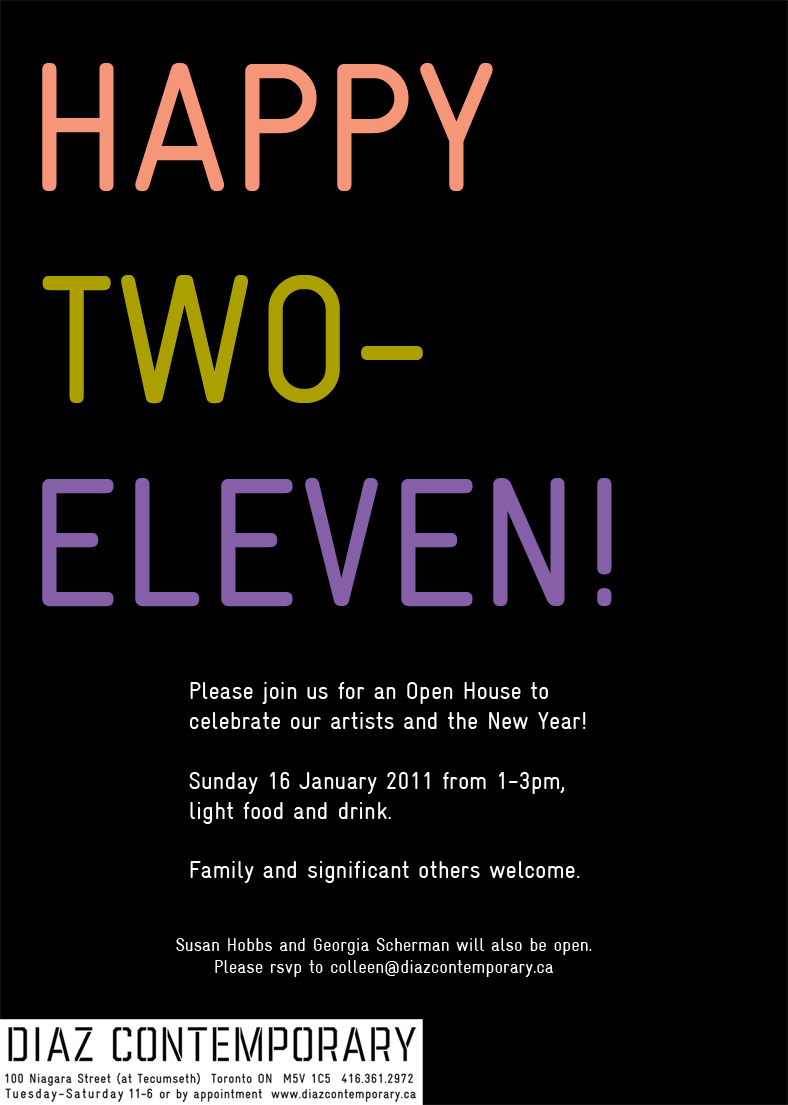 HAPPY
TWO-
ELEVEN!
Please join us for an Open House to
celebrate our artists and the New Year!
Sunday 16 January 2011 from 1-3pm,
light food and drink.
Family and significant others welcome.
Susan Hobbs and Georgia Scherman will also be open.
Please rsvp to colleen@diazcontemporary.ca
DIAZ CONTEMPORARY
100 Niagara Street (at Tecumseth) Toronto ON M5V 1C5 416.361.2972
Tuesday-Saturday 11-6 or by appointment www.diazcontemporary.ca